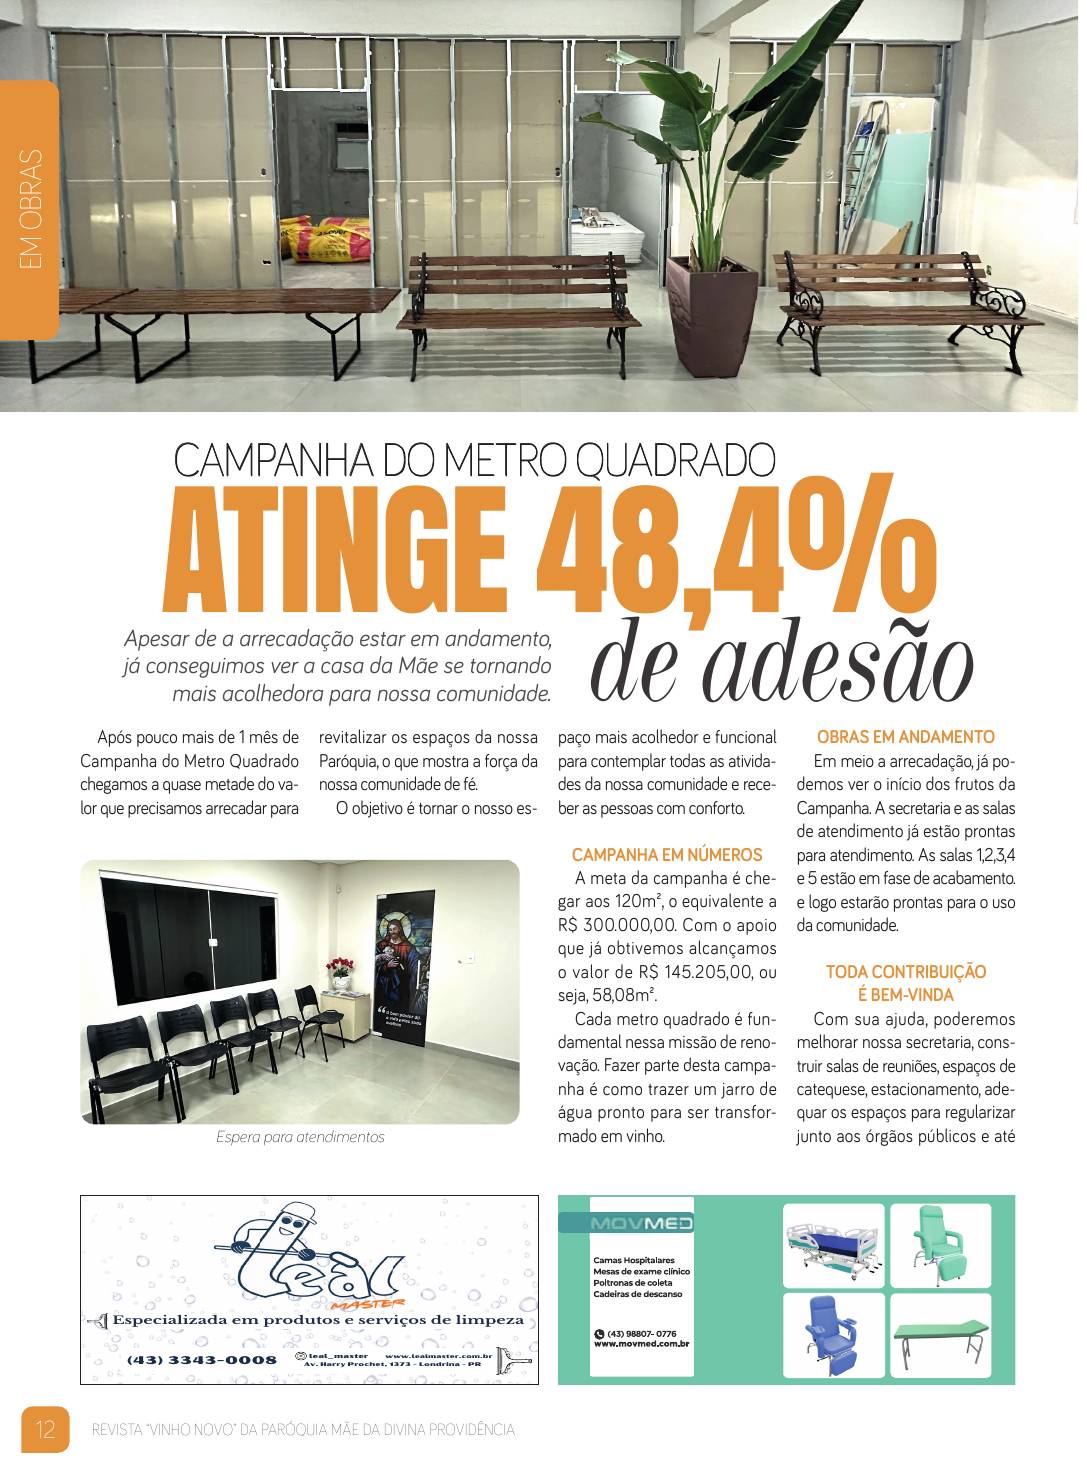 EM OBRAS
CAMPANHA DO METRO QUADRADO
ATINGE 48,4%
de adesão
Apesar de a arrecadação estar em andamento,
já conseguimos ver a casa da Mãe se tornando
mais acolhedora para nossa comunidade.
Após pouco mais de 1 mês de
Campanha do Metro Quadrado
chegamos a quase metade do va-
lor que precisamos arrecadar para
revitalizar os espaços da nossa
Paróquia, o que mostra a força da
nossa comunidade de fé.
O objetivo é tornar o nosso es-
paço mais acolhedor e funcional
para contemplar todas as ativida-
des da nossa comunidade e rece-
ber as pessoas com conforto.
CAMPANHA EM NÚMEROS
A meta da campanha é che-
gar aos 120m², o equivalente a
R$ 300.000,00. Com o apoio
que já obtivemos alcançamos
o valor de R$ 145.205,00, ou
seja, 58,08m².
Cada metro quadrado é fun-
damental nessa missão de reno-
vação. Fazer parte desta campa-
nha é como trazer um jarro de
água pronto para ser transfor-
mado em vinho.
OBRAS EM ANDAMENTO
Em meio a arrecadação, já po-
demos ver o início dos frutos da
Campanha. A secretaria e as salas
de atendimento já estão prontas
para atendimento. As salas 1,2,3,4
e 5 estão em fase de acabamento.
e logo estarão prontas para o uso
da comunidade.
TODA CONTRIBUIÇÃO
É BEM-VINDA
Com sua ajuda, poderemos
melhorar nossa secretaria, cons-
truir salas de reuniões, espaços de
catequese, estacionamento, ade-
quar os espaços para regularizar
junto aos órgãos públicos e até
Espera para atendimentos
Leal
MASTER
Especializada em produtos e serviços de limpeza
(43) 3343-0008
leal_master www.lealmaster.com.br
Av. Harry Prochet, 1373 - Londrina - PR
MOVMED
Camas Hospitalares
Mesas de exame clínico
Poltronas de coleta
Cadeiras de descanso
(43) 98807- 0776
www.movmed.com.br
12
REVISTA "VINHO NOVO" DA PARÓQUIA MÃE DA DIVINA PROVIDÊNCIA